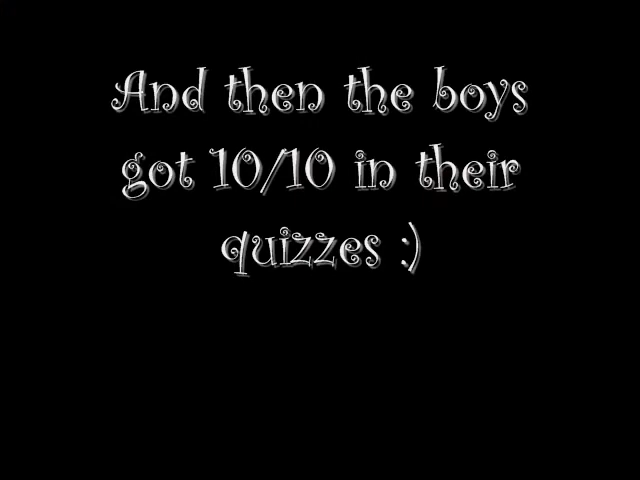 And then the boys
got 10/10 in their
quizzes :)